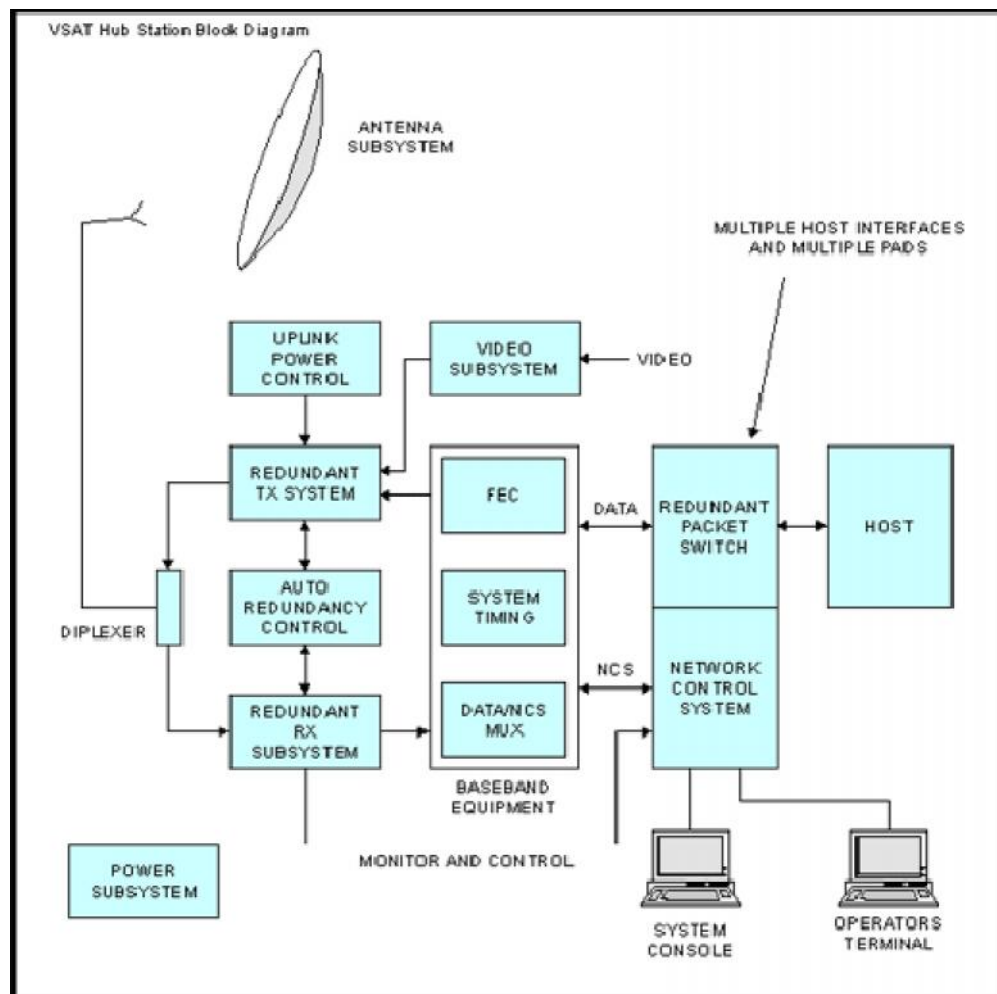 VSAT Hub Station Block Diagram
ANTENNA
SUBSYSTEM
MULTIPLE HOST INTERFACES
AND MULTIPLE PADS
UPLINK
POWER
CONTROL
VIDEO
SUBSYSTEM
VIDEO
REDUNDANT
TX SYSTEM
FEC
DATA
REDUNDANT
PACKET
SWITCH
HOST
AUTO
REDUNDANCY
CONTROL
SYSTEM
TIMING
DIPLEXER
REDUNDANT
RX
SUBSYSTEM
DATA/NCS
MUX
NCS
NETWORK
CONTROL
SYSTEM
BASEBAND
EQUIPMENT
MONITOR AND CONTROL
POWER
SUBSYSTEM
SYSTEM
CONSOLE
OPERATORS
TERMINAL